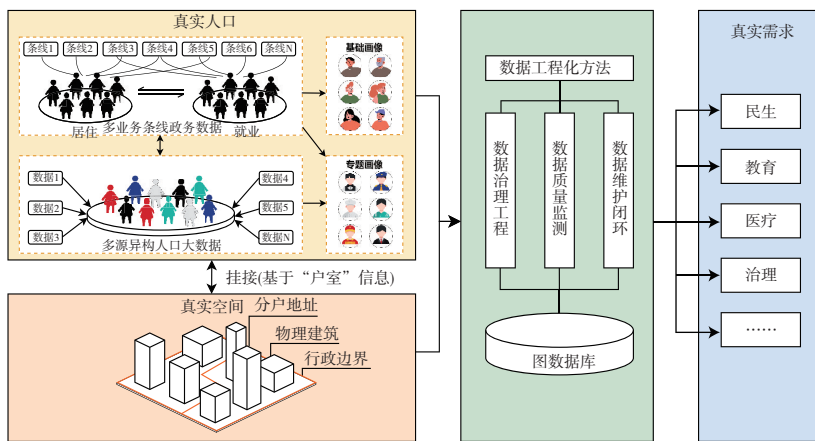 真实人口
条线1
条线2
条线3
条线4
条线5
条线6
条线N
居住
多业务条线政务数据
就业
基础画像
数据1
数据2
数据3
数据4
数据5
数据N
多源异构人口大数据
专题画像
挂接(基于“户室”信息)
真实空间
分户地址
物理建筑
行政边界
数据工程化方法
数据治理工程
数据质量监测
数据维护闭环
图数据库
真实需求
民生
教育
医疗
治理
……